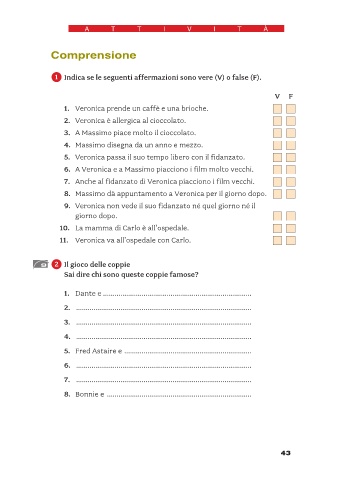 A T T I V I T À
Comprensione
1 Indica se le seguenti affermazioni sono vere (V) o false (F).
V F
1. Veronica prende un caffè e una brioche.
2. Veronica è allergica al cioccolato.
3. A Massimo piace molto il cioccolato.
4. Massimo disegna da un anno e mezzo.
5. Veronica passa il suo tempo libero con il fidanzato.
6. A Veronica e a Massimo piacciono i film molto vecchi.
7. Anche al fidanzato di Veronica piacciono i film vecchi.
8. Massimo dà appuntamento a Veronica per il giorno dopo.
9. Veronica non vede il suo fidanzato né quel giorno né il
giorno dopo.
10. La mamma di Carlo è all'ospedale.
11. Veronica va all'ospedale con Carlo.
2 Il gioco delle coppie
Sai dire chi sono queste coppie famose?
1. Dante e ..........................................................................
2. .......................................................................................
3. .......................................................................................
4. .......................................................................................
5. Fred Astaire e ...............................................................
6. .......................................................................................
7. .......................................................................................
8. Bonnie e ........................................................................
43